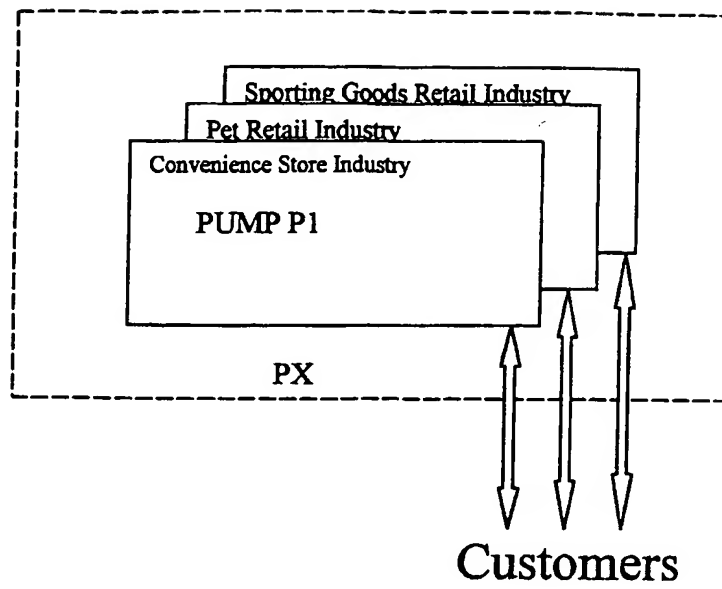 Sporting Goods Retail Industry
Pet Retail Industry
Convenience Store Industry
PUMP P1
PX
Customers